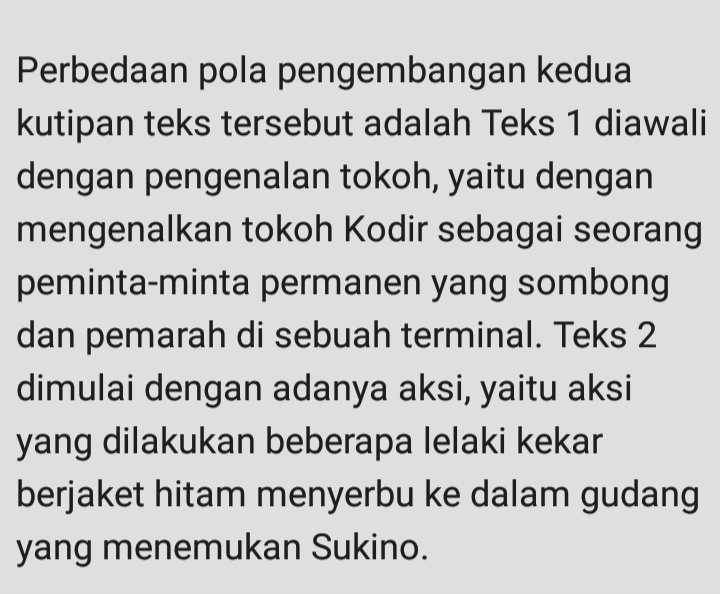 Perbedaan pola pengembangan kedua
kutipan teks tersebut adalah Teks 1 diawali
dengan pengenalan tokoh, yaitu dengan
mengenalkan tokoh Kodir sebagai seorang
peminta-minta permanen yang sombong
dan pemarah di sebuah terminal. Teks 2
dimulai dengan adanya aksi, yaitu aksi
yang dilakukan beberapa lelaki kekar
berjaket hitam menyerbu ke dalam gudang
yang menemukan Sukino.